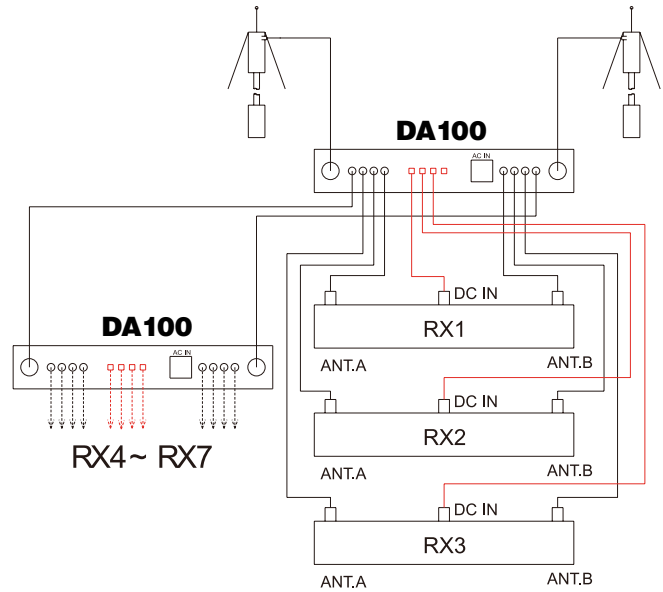 DA100
AC IN
DC IN
RX1
ANT.A
ANT.B
DA100
AC IN
RX4~ RX7
DC IN
RX2
ANT.A
ANT.B
DC IN
RX3
ANT.A
ANT.B